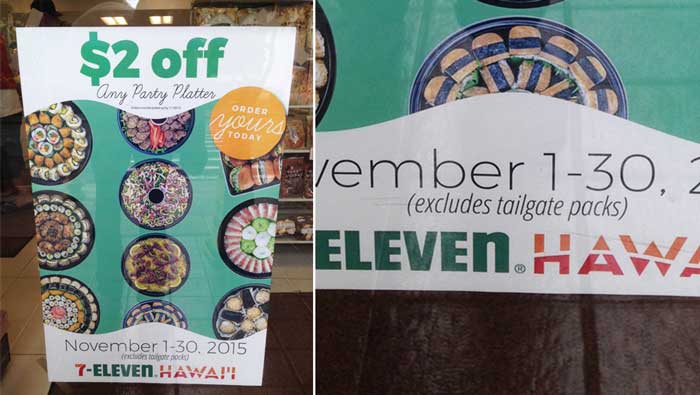 $2 off
Any Party Platter
ORDER
yours
TODAY
November 1-30, 2015
(excludes tailgate packs)
7-ELEVEN® HAWAI'I
vember 1-30, 2
(excludes tailgate packs)
ELEVEN® HAWA